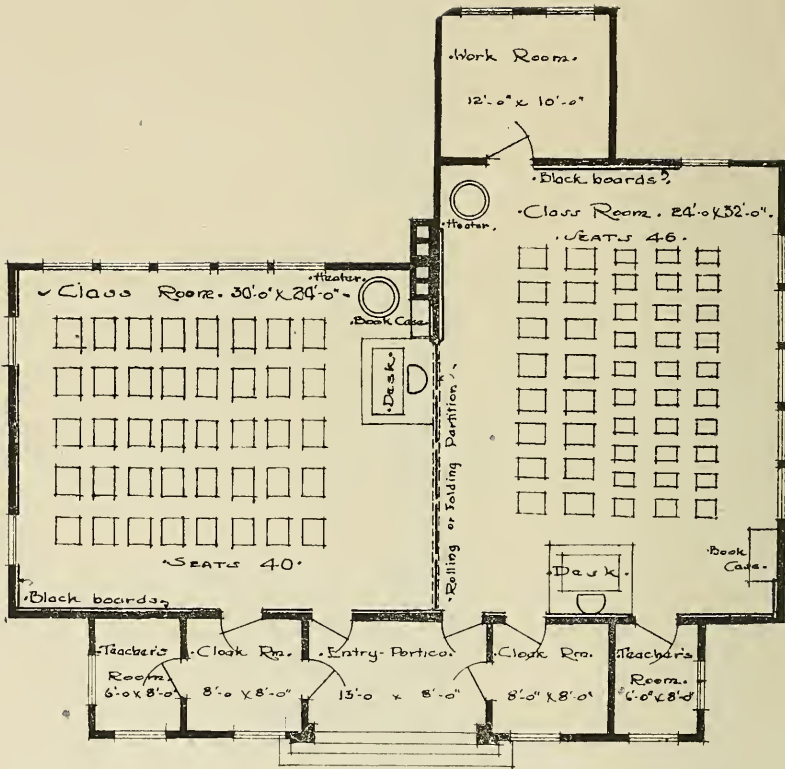 ·Work Room·
12'-0" x 10'-0"
·Black boards?·
·Class Room. 24'-0 X 32'-0"·
·Heater.
·SEATS 46·
·Heater·
Class Room. 30'-0" X 24'-0"
·Book Case·
·Desk·
Rolling or Folding Partition
·SEATS 40·
·Desk·
·Book
Case.
·Black boards
·Teacher's
Room.
6'-0 X 8'-0"
·Cloak Rm.
8'-0 X 8'-0"
·Entry-Portico.
13'-0 x 8'-0"
·Cloak Rm.
8'-0" X 8'-0"
·Teacher's
Room.
6'-0" X 8'-0"